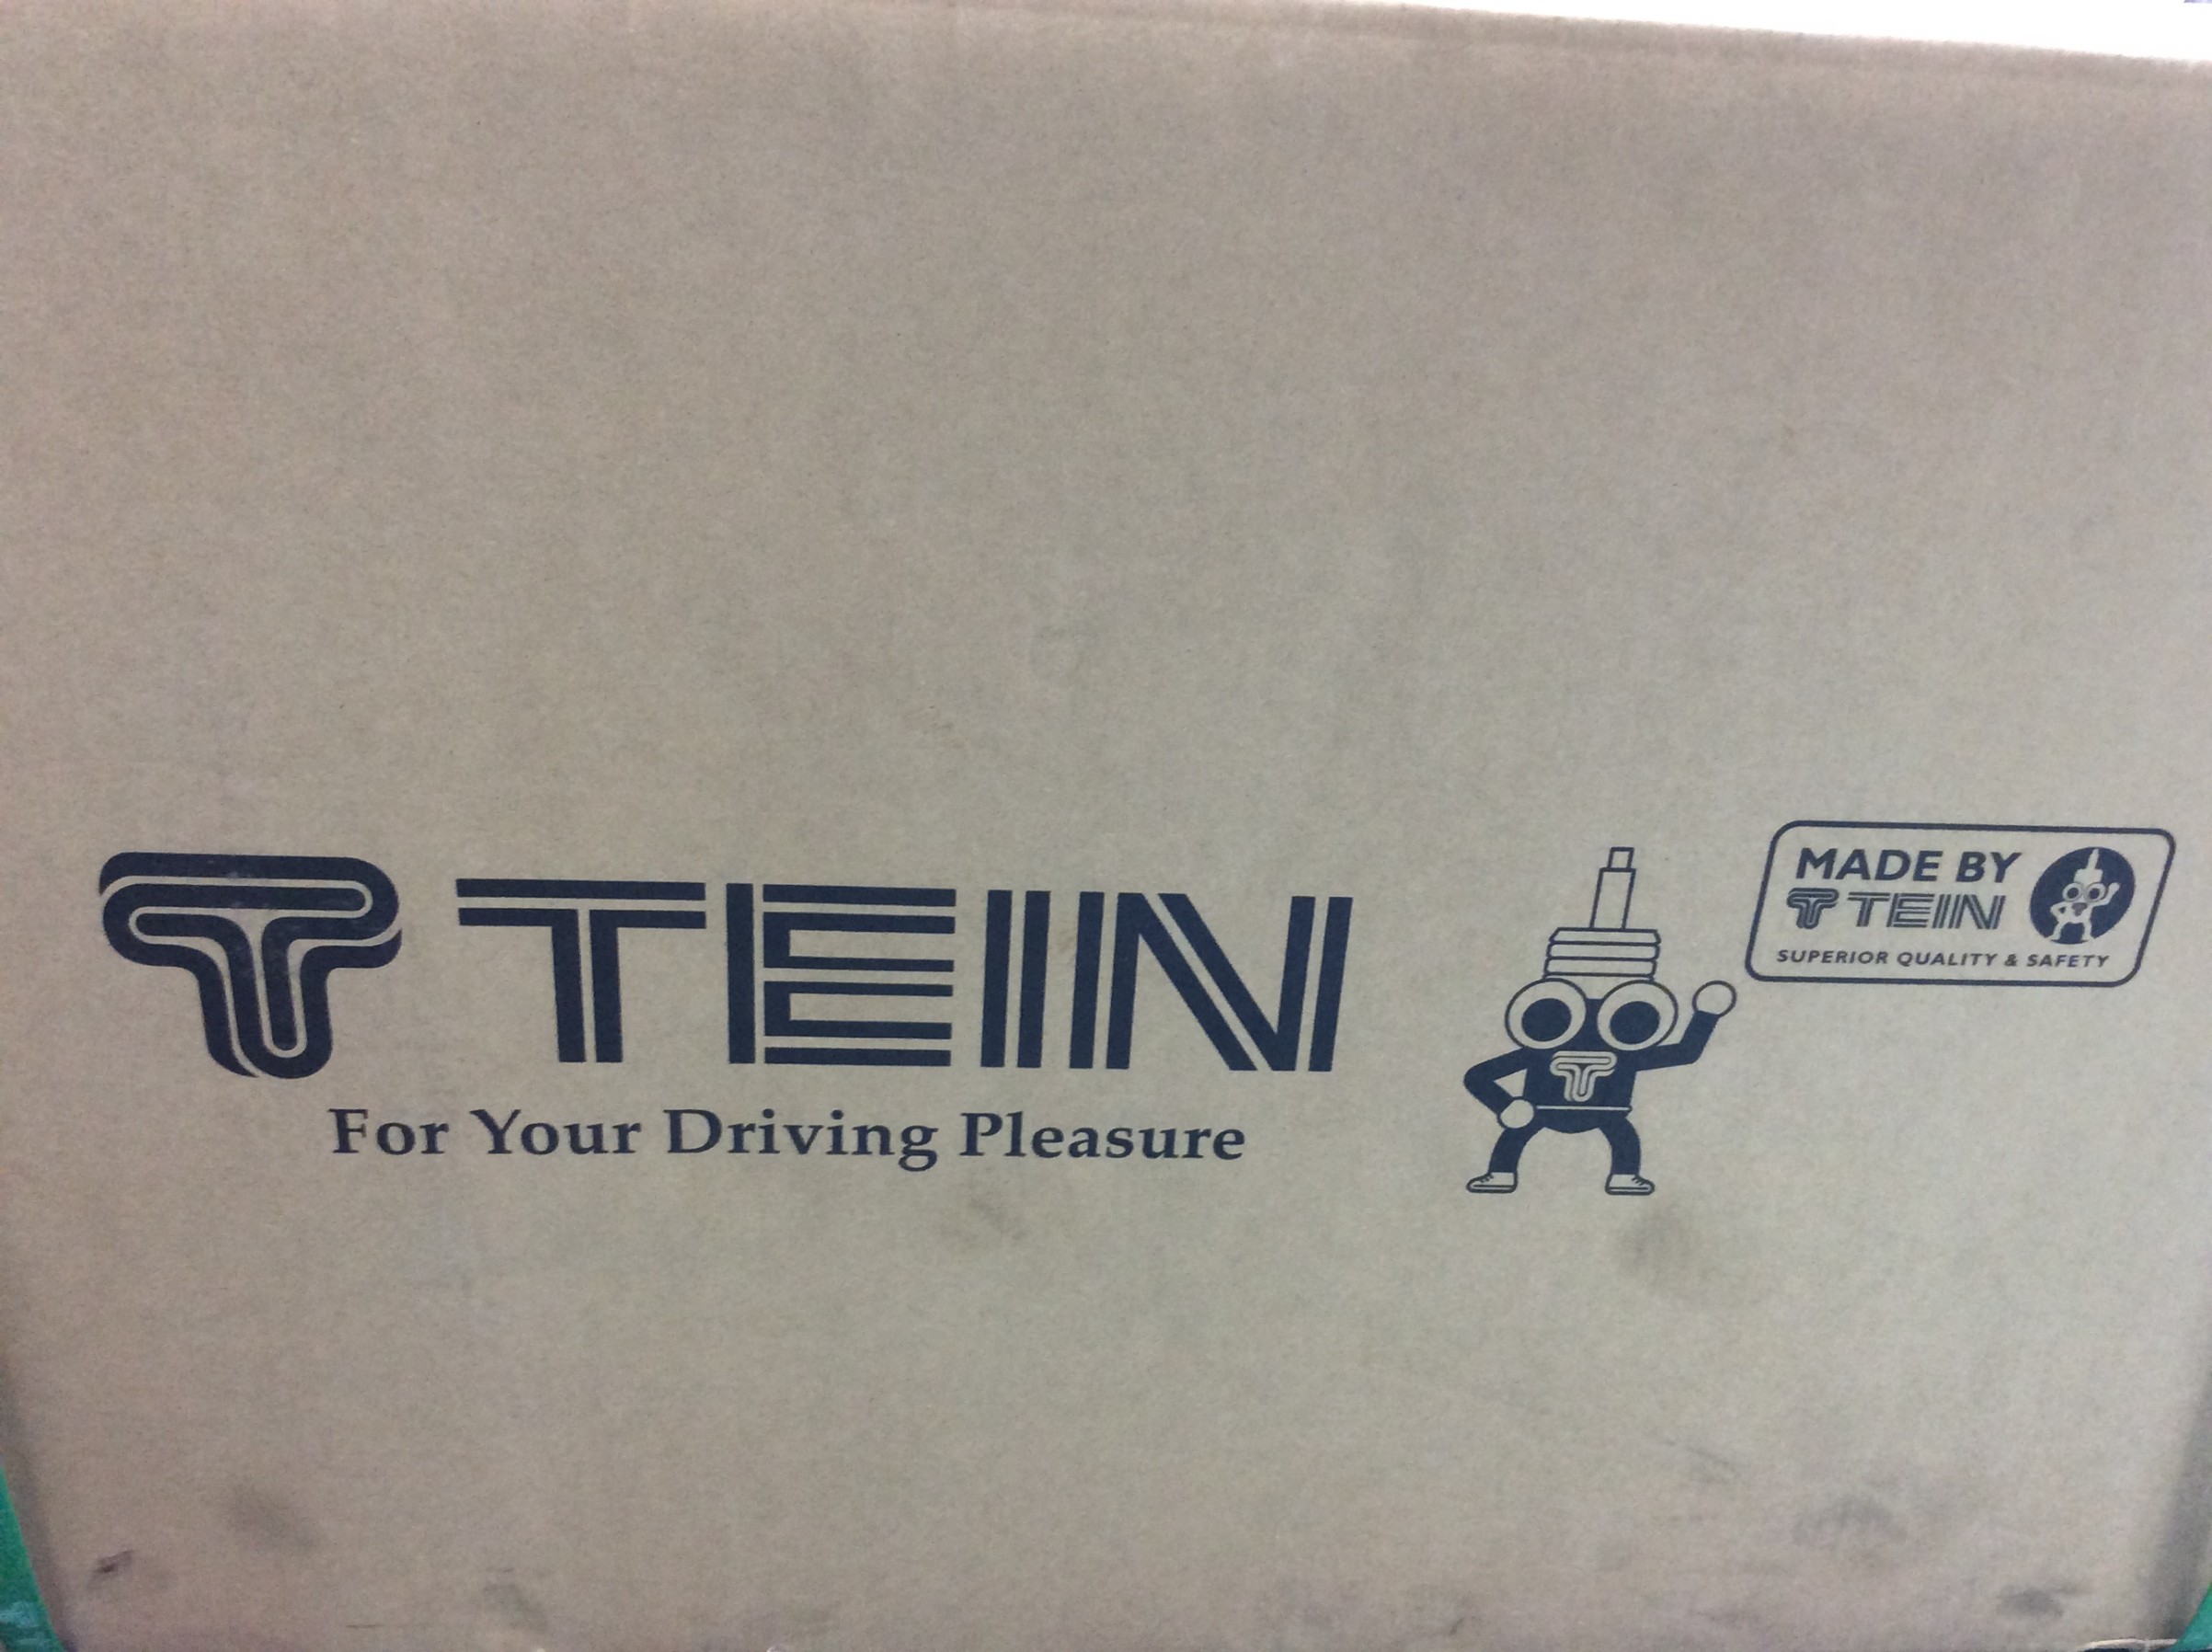 TEIN
For Your Driving Pleasure
MADE BY
TEIN
SUPERIOR QUALITY & SAFETY